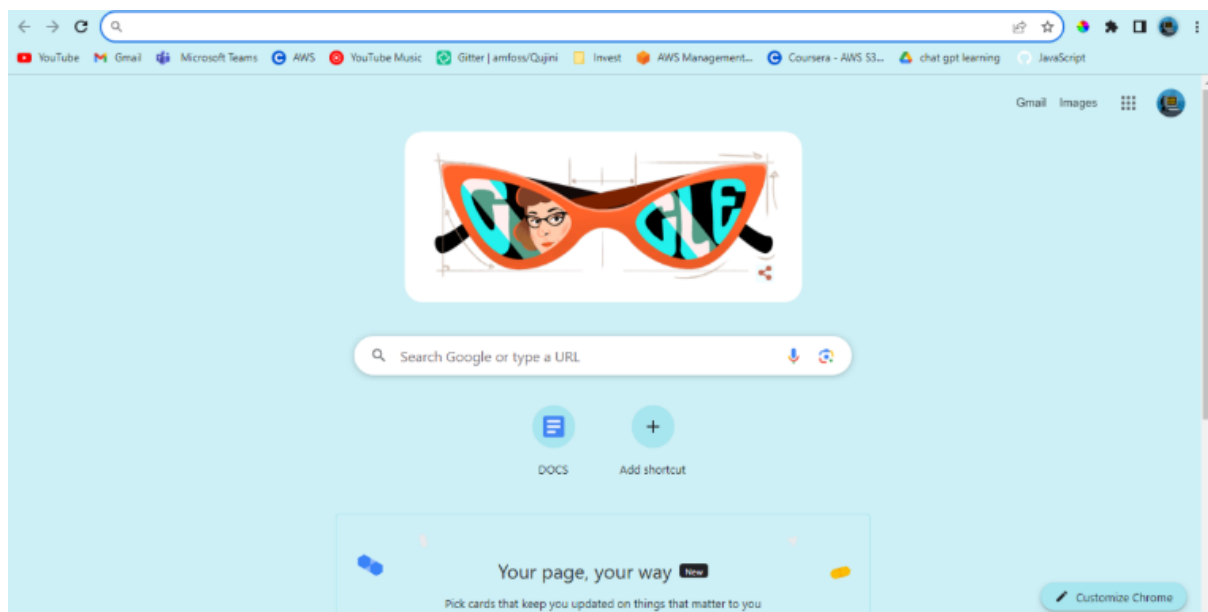 YouTube Gmail Microsoft Teams AWS YouTube Music Gitter | amfoss/Qujini Invest AWS Management... Coursera - AWS S3... chat gpt learning JavaScript
Gmail Images
G GLE
Search Google or type a URL
DOCS Add shortcut
Your page, your way New
Pick cards that keep you updated on things that matter to you
Customize Chrome